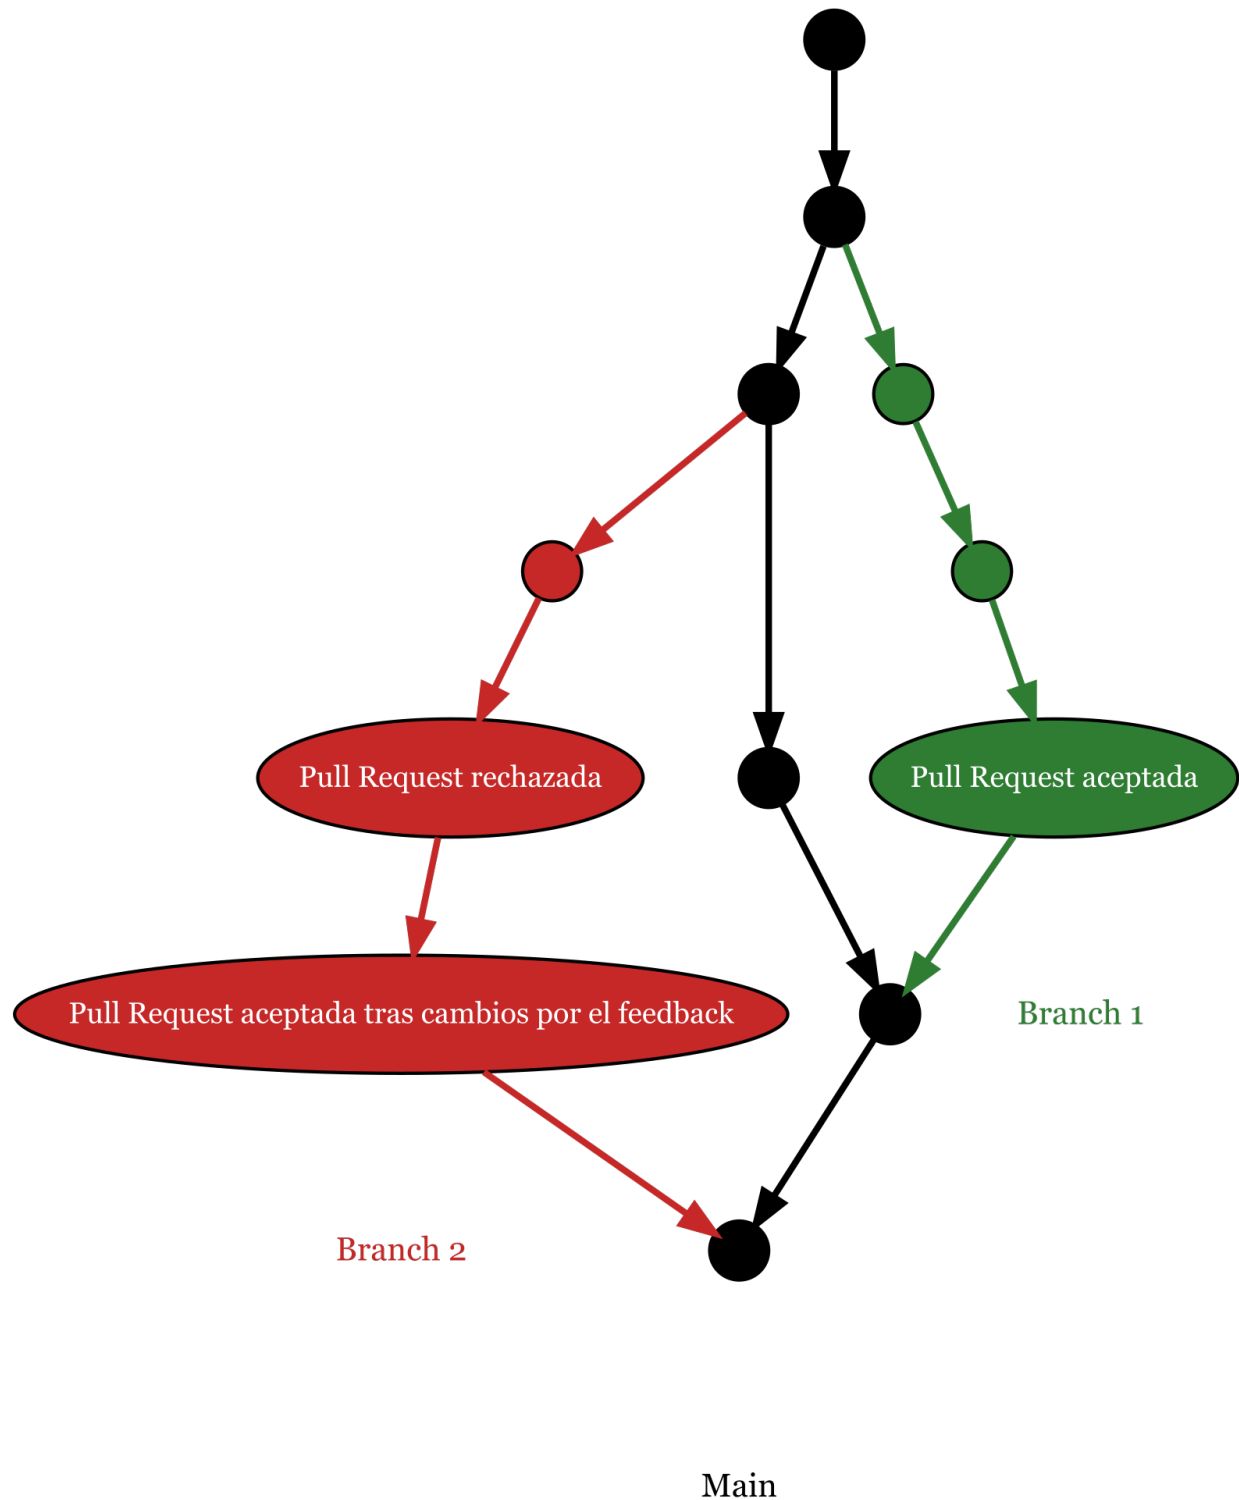 Pull Request rechazada
Pull Request aceptada
Pull Request aceptada tras cambios por el feedback
Branch 1
Branch 2
Main